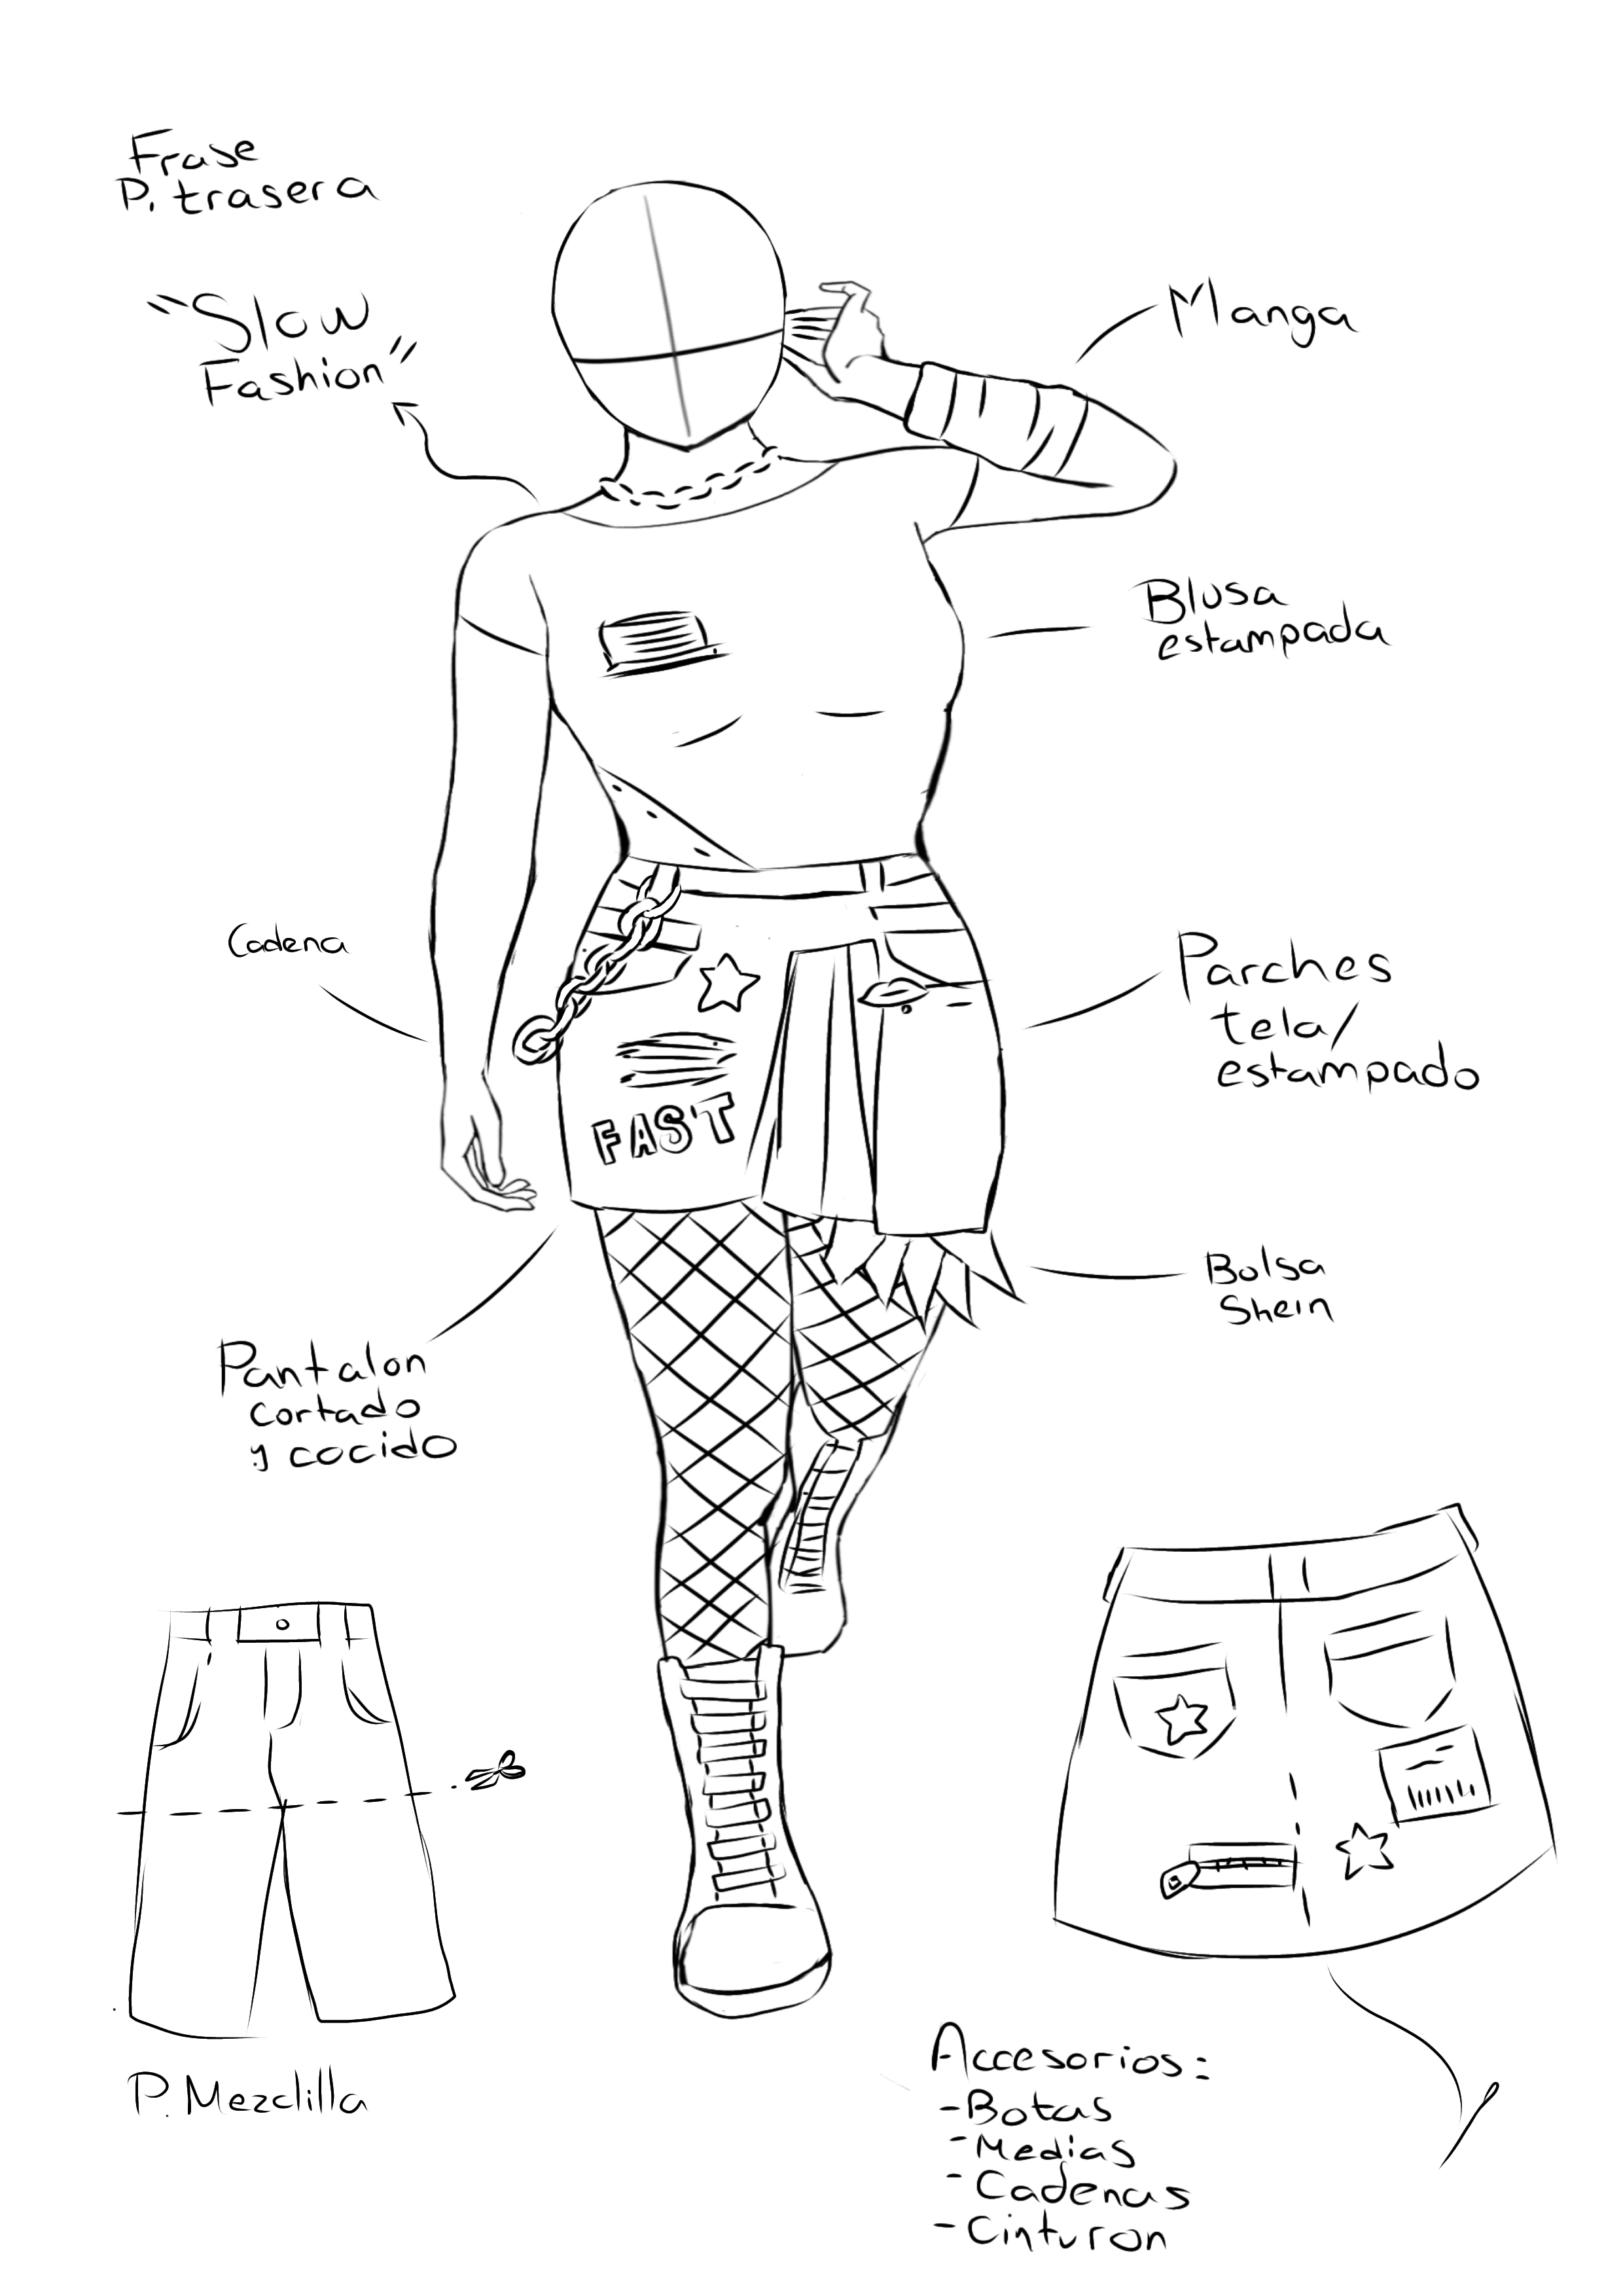 Frase
P. trasera
"Slow
Fashion"
Manga
Blusa
estampada
Cadena
Parches
tela/
estampado
FAST
Bolsa
Shein
Pantalon
cortado
y cocido
P. Mezclilla
Accesorios:
-Botas
-Medias
-Cadenas
-Cinturon